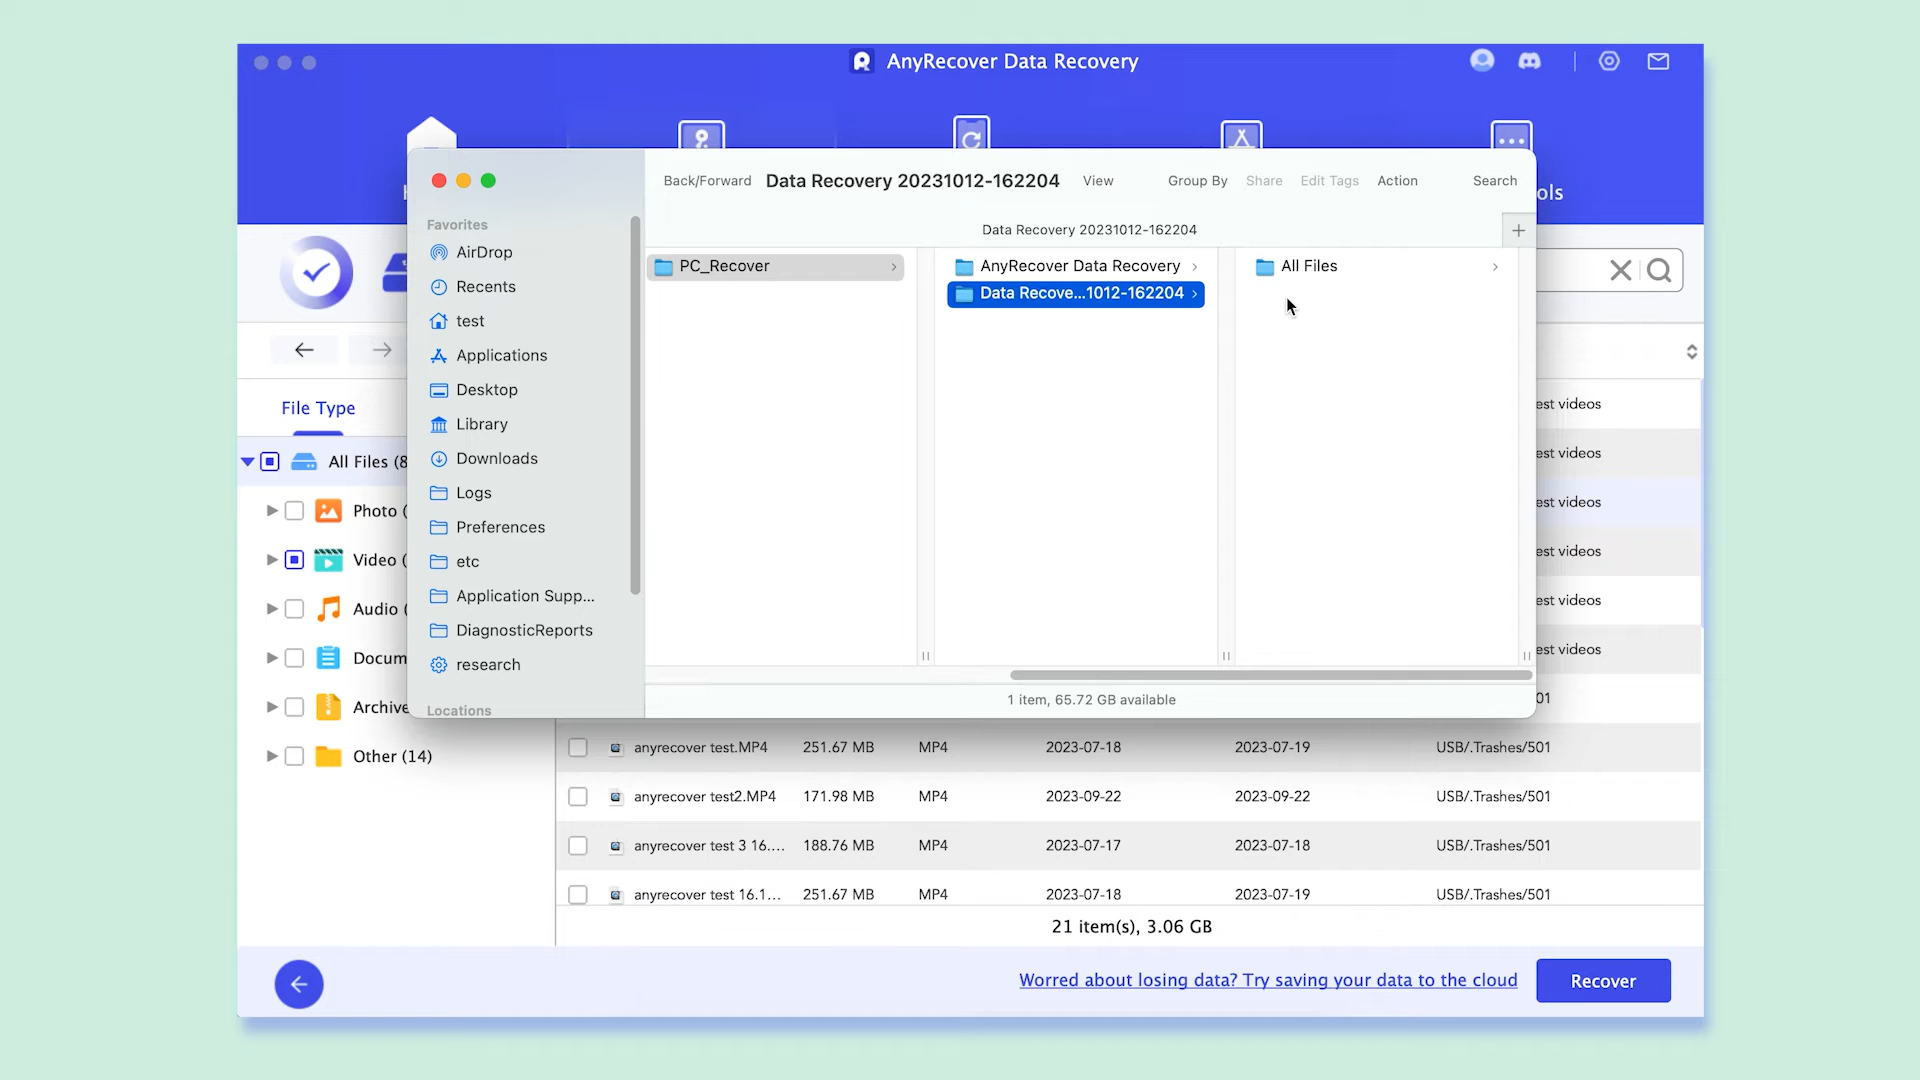 AnyRecover Data Recovery
ols
Back/Forward
Data Recovery 20231012-162204
View
Group By
Share
Edit Tags
Action
Search
Data Recovery 20231012-162204
Favorites
AirDrop
Recents
test
Applications
Desktop
Library
Downloads
Logs
Preferences
etc
Application Supp...
DiagnosticReports
research
Locations
PC_Recover
AnyRecover Data Recovery
Data Recove...1012-162204
All Files
1 item, 65.72 GB available
File Type
All Files (8
Photo (
Video (
Audio (
Docum
Archive
Other (14)
est videos
est videos
est videos
est videos
est videos
est videos
01
anyrecover test.MP4 251.67 MB MP4 2023-07-18 2023-07-19 USB/.Trashes/501
anyrecover test2.MP4 171.98 MB MP4 2023-09-22 2023-09-22 USB/.Trashes/501
anyrecover test 3 16.... 188.76 MB MP4 2023-07-17 2023-07-18 USB/.Trashes/501
anyrecover test 16.1... 251.67 MB MP4 2023-07-18 2023-07-19 USB/.Trashes/501
21 item(s), 3.06 GB
Worred about losing data? Try saving your data to the cloud
Recover